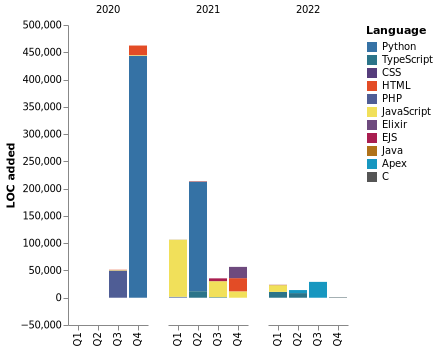 2020 2021 2022
LOC added
500,000
450,000
400,000
350,000
300,000
250,000
200,000
150,000
100,000
50,000
0
−50,000
Q1 Q2 Q3 Q4 Q1 Q2 Q3 Q4 Q1 Q2 Q3 Q4
Language
Python
TypeScript
CSS
HTML
PHP
JavaScript
Elixir
EJS
Java
Apex
C